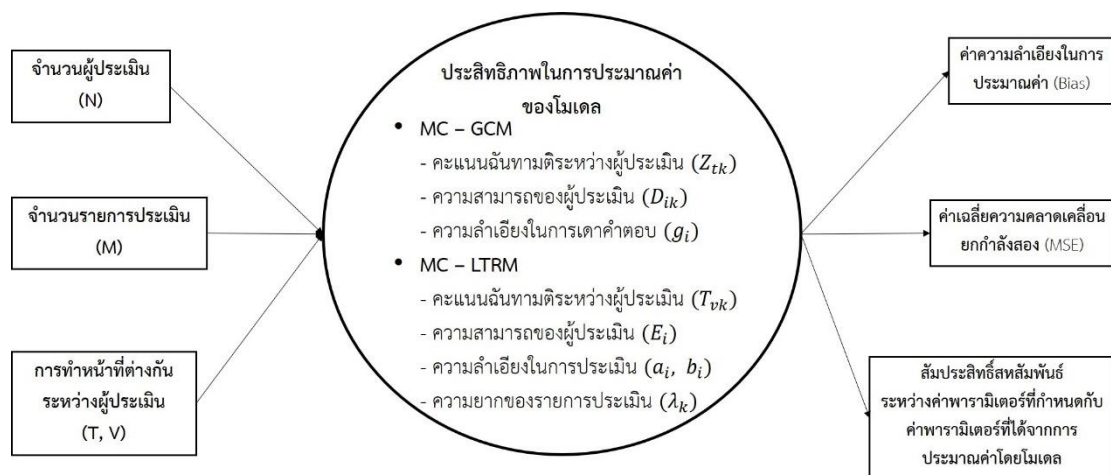 จำนวนผู้ประเมิน
(N)
จำนวนรายการประเมิน
(M)
การทำหน้าที่ต่างกัน
ระหว่างผู้ประเมิน
(T, V)
ประสิทธิภาพในการประมาณค่า
ของโมเดล
• MC – GCM
- คะแนนฉันทามติระหว่างผู้ประเมิน (Z_{tk})
- ความสามารถของผู้ประเมิน (D_{ik})
- ความลำเอียงในการเดาคำตอบ (g_i)
• MC – LTRM
- คะแนนฉันทามติระหว่างผู้ประเมิน (T_{vk})
- ความสามารถของผู้ประเมิน (E_i)
- ความลำเอียงในการประเมิน (a_i, b_i)
- ความยากของรายการประเมิน (λ_k)
ค่าความลำเอียงในการ
ประมาณค่า (Bias)
ค่าเฉลี่ยความคลาดเคลื่อน
ยกกำลังสอง (MSE)
สัมประสิทธิ์สหสัมพันธ์
ระหว่างค่าพารามิเตอร์ที่กำหนดกับ
ค่าพารามิเตอร์ที่ได้จากการ
ประมาณค่าโดยโมเดล